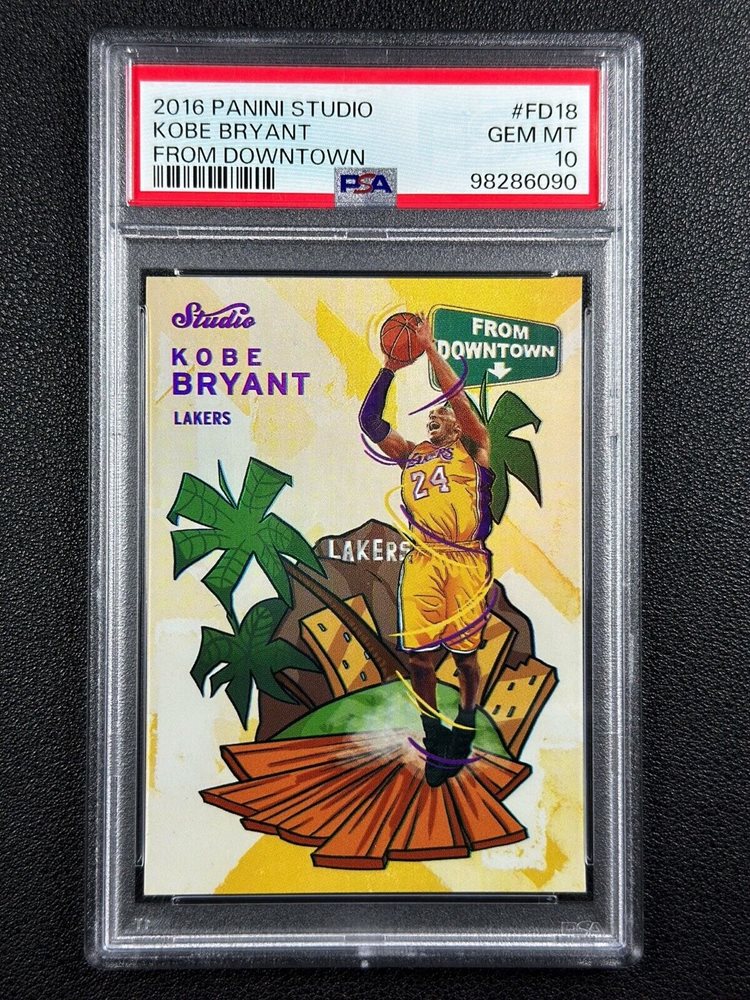 2016 PANINI STUDIO #FD18
KOBE BRYANT GEM MT
FROM DOWNTOWN 10
PSA 98286090
Studio
KOBE
BRYANT
LAKERS
FROM
DOWNTOWN
LAKERS
24
LAKERS
PSA